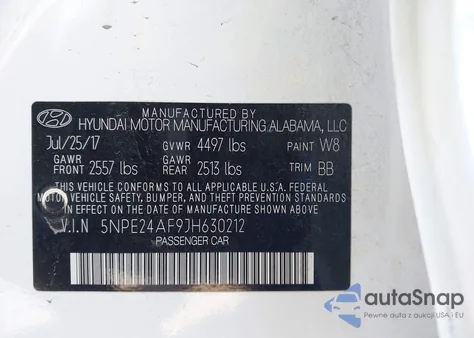 MANUFACTURED BY
HYUNDAI MOTOR MANUFACTURING ALABAMA, LLC
Jul/25/17 GVWR 4497 lbs PAINT W8
GAWR FRONT 2557 lbs GAWR REAR 2513 lbs TRIM BB
THIS VEHICLE CONFORMS TO ALL APPLICABLE U.S. FEDERAL
MOTOR VEHICLE SAFETY, BUMPER, AND THEFT PREVENTION STANDARDS
IN EFFECT ON THE DATE OF MANUFACTURE SHOWN ABOVE.
V.I.N 5NPE24AF9JH630212
PASSENGER CAR
autoSnap
Pewne auta z aukcji USA i EU